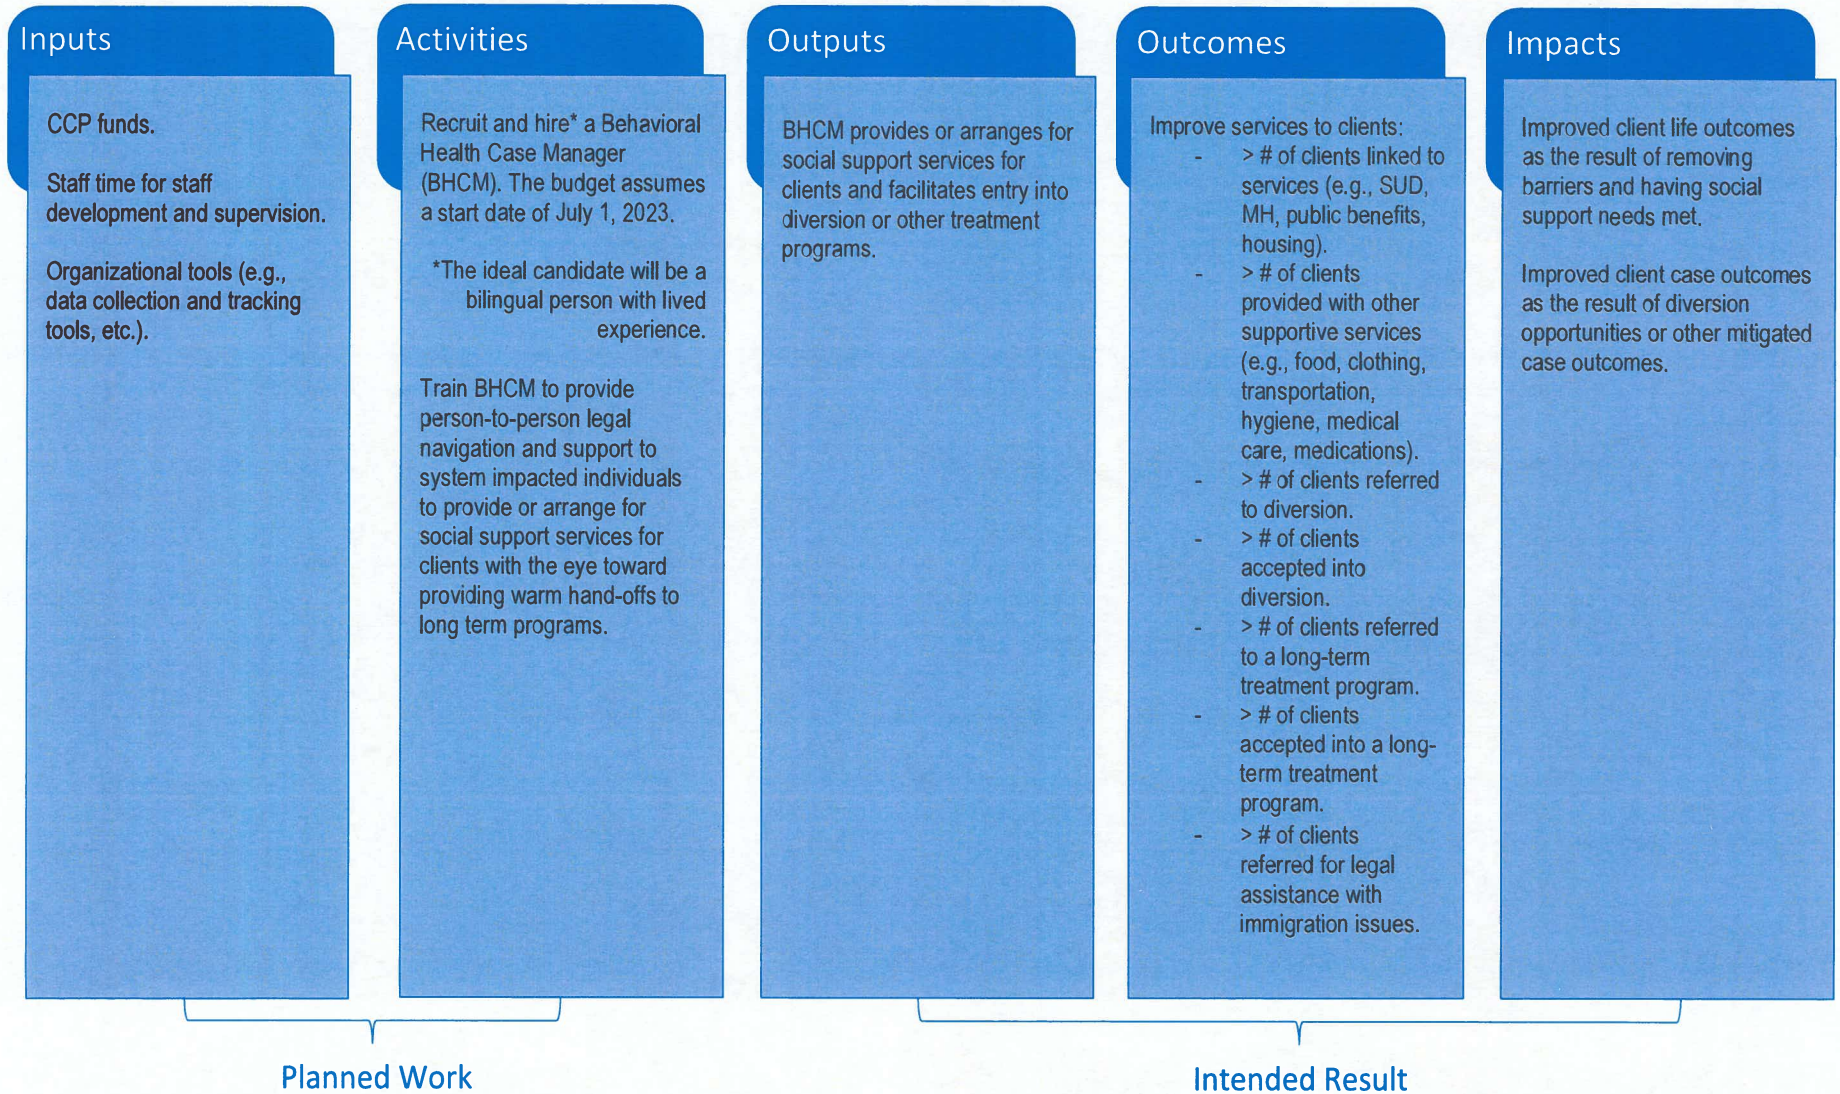 Inputs
CCP funds.
Staff time for staff
development and supervision.
Organizational tools (e.g.,
data collection and tracking
tools, etc.).
Activities
Recruit and hire* a Behavioral
Health Case Manager
(BHCM). The budget assumes
a start date of July 1, 2023.
*The ideal candidate will be a
bilingual person with lived
experience.
Train BHCM to provide
person-to-person legal
navigation and support to
system impacted individuals
to provide or arrange for
social support services for
clients with the eye toward
providing warm hand-offs to
long term programs.
Outputs
BHCM provides or arranges for
social support services for
clients and facilitates entry into
diversion or other treatment
programs.
Outcomes
Improve services to clients:
- > # of clients linked to
services (e.g., SUD,
MH, public benefits,
housing).
- > # of clients
provided with other
supportive services
(e.g., food, clothing,
transportation,
hygiene, medical
care, medications).
- > # of clients referred
to diversion.
- > # of clients
accepted into
diversion.
- > # of clients referred
to a long-term
treatment program.
- > # of clients
accepted into a long-
term treatment
program.
- > # of clients
referred for legal
assistance with
immigration issues.
Impacts
Improved client life outcomes
as the result of removing
barriers and having social
support needs met.
Improved client case outcomes
as the result of diversion
opportunities or other mitigated
case outcomes.
Planned Work
Intended Result